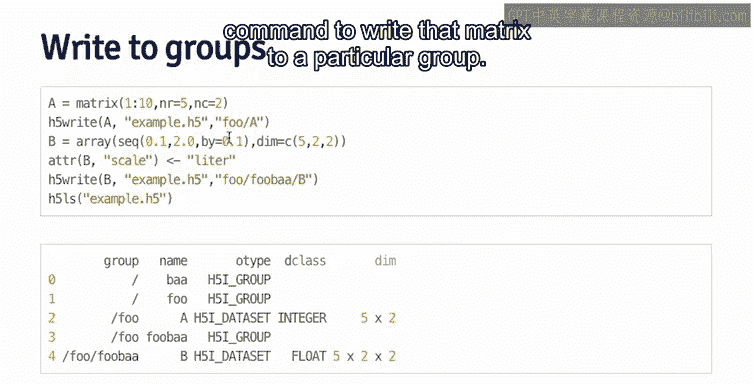 command to write that matrix
to a particular group.
Write to groups
A = matrix(1:10,nr=5,nc=2)
h5write(A, "example.h5","foo/A")
B = array(seq(0.1,2.0,by=0.1),dim=c(5,2,2))
attr(B, "scale") <- "liter"
h5write(B, "example.h5","foo/foobaa/B")
h5ls("example.h5")
group name otype dclass dim
0 / baa H5I_GROUP
1 / foo H5I_GROUP
2 /foo A H5I_DATASET INTEGER 5 x 2
3 /foo foobaa H5I_GROUP
4 /foo/foobaa B H5I_DATASET FLOAT 5 x 2 x 2